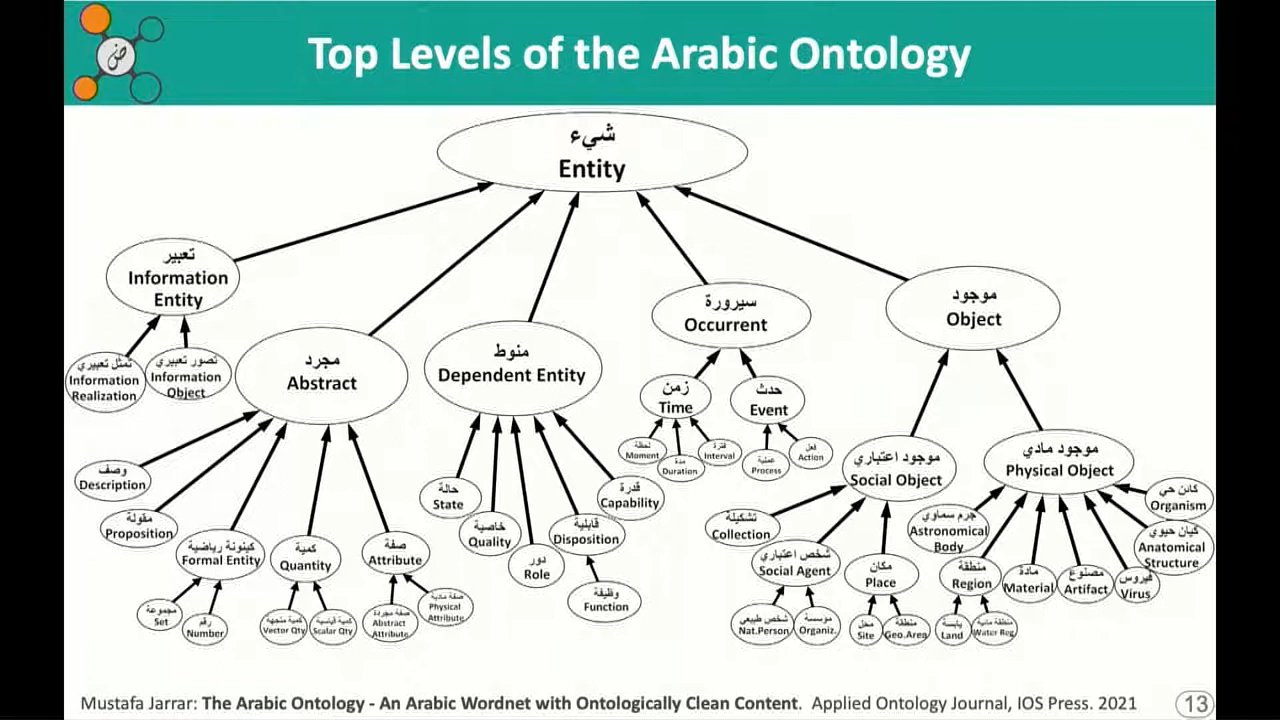 ض
Top Levels of the Arabic Ontology
شيء
Entity
تعبير
Information
Entity
تمثل تعبيري
Information
Realization
تصور تعبيري
Information
Object
مجرد
Abstract
وصف
Description
مقولة
Proposition
كينونة رياضية
Formal Entity
مجموعة
Set
رقم
Number
كمية
Quantity
كمية متجهة
Vector Qty
كمية قياسية
Scalar Qty
صفة
Attribute
صفة مجردة
Abstract
Attribute
صفة مادية
Physical
Attribute
منوط
Dependent Entity
حالة
State
خاصية
Quality
دور
Role
قابلية
Disposition
وظيفة
Function
قدرة
Capability
سيرورة
Occurrent
زمن
Time
لحظة
Moment
مدة
Duration
فترة
Interval
حدث
Event
عملية
Process
فعل
Action
موجود
Object
موجود اعتباري
Social Object
تشكيلة
Collection
شخص اعتباري
Social Agent
شخص طبيعي
Nat.Person
موسسة
Organiz.
مكان
Place
محل
Site
منطقة
Geo.Area
موجود مادي
Physical Object
جرم سماوي
Astronomical
Body
منطقة
Region
يابسة
Land
منطقة مائية
Water Reg
مادة
Material
مصنوع
Artifact
فيروس
Virus
كيان حيوي
Anatomical
Structure
كائن حي
Organism
Mustafa Jarrar: The Arabic Ontology - An Arabic Wordnet with Ontologically Clean Content. Applied Ontology Journal, IOS Press. 2021
13